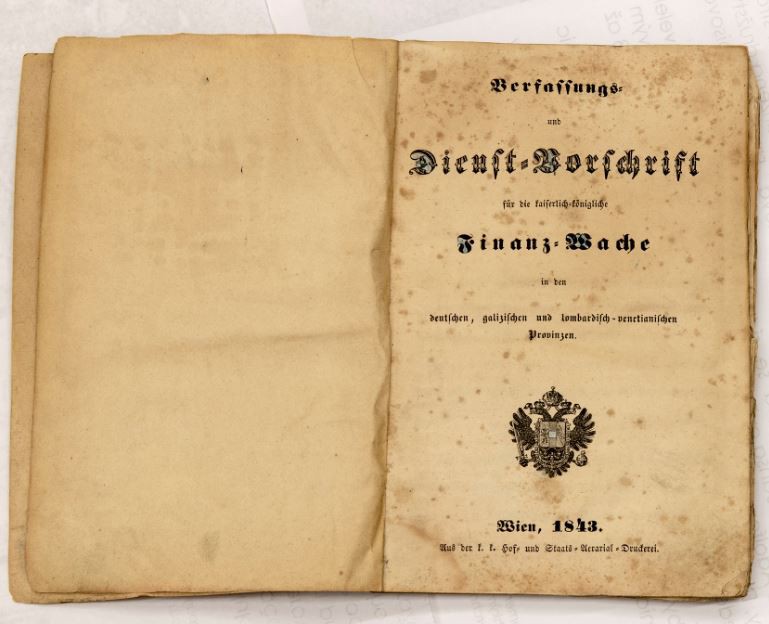 Verfassungs-
und
Dienst-Vorschrift
für die kaiserlich-königliche
Finanz-Wache
in den
deutschen, galizischen und lombardisch-venetianischen
Provinzen.
Wien, 1843.
Aus der k. k. Hof- und Staats-Aerarial-Druckerei.